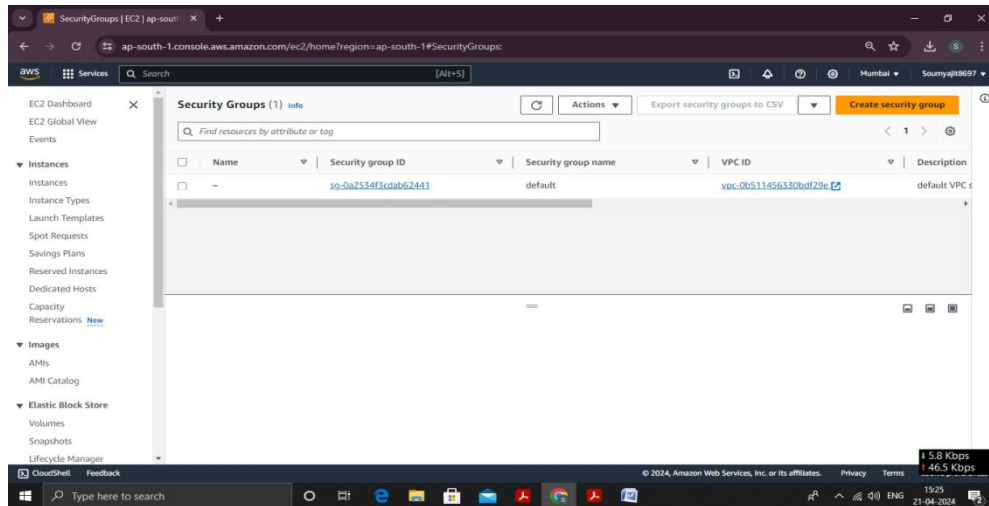 SecurityGroups | EC2 | ap-south
ap-south-1.console.aws.amazon.com/ec2/home?region=ap-south-1#SecurityGroups:
aws Services Search [Alt+S] Mumbai Soumyajit8697
EC2 Dashboard
EC2 Global View
Events
Instances
Instances
Instance Types
Launch Templates
Spot Requests
Savings Plans
Reserved Instances
Dedicated Hosts
Capacity
Reservations New
Images
AMIs
AMI Catalog
Elastic Block Store
Volumes
Snapshots
Lifecycle Manager
Security Groups (1) Info Actions Export security groups to CSV Create security group
Find resources by attribute or tag 1
Name Security group ID Security group name VPC ID Description
– sg-0a2534f3cdab62441 default vpc-0b511456330bdf29e default VPC s
CloudShell Feedback © 2024, Amazon Web Services, Inc. or its affiliates. Privacy Terms
5.8 Kbps
46.5 Kbps
Type here to search ENG 15:25
21-04-2024 2